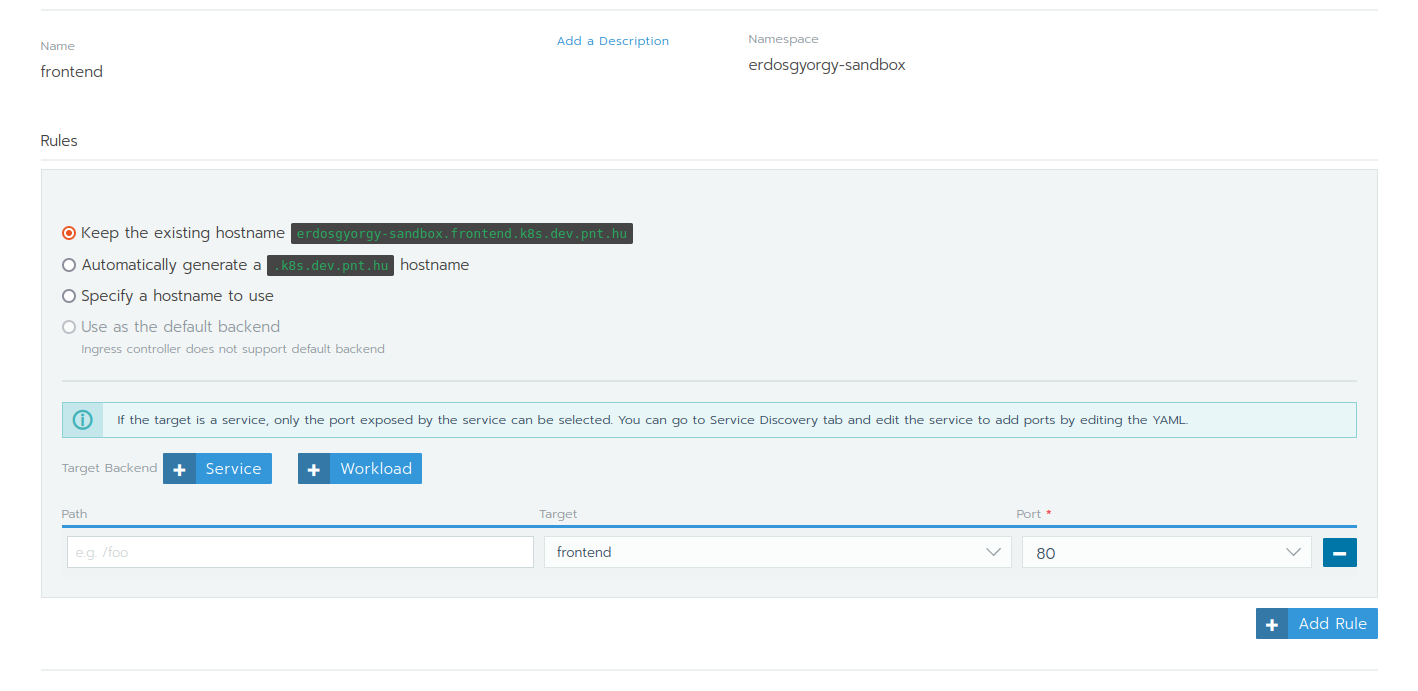 Name
Add a Description
Namespace
frontend
erdosgyorgy-sandbox
Rules
Keep the existing hostname erdosgyorgy-sandbox.frontend.k8s.dev.pnt.hu
Automatically generate a .k8s.dev.pnt.hu hostname
Specify a hostname to use
Use as the default backend
Ingress controller does not support default backend
If the target is a service, only the port exposed by the service can be selected. You can go to Service Discovery tab and edit the service to add ports by editing the YAML.
Target Backend + Service + Workload
Path Target Port *
e.g. /foo frontend 80
+ Add Rule